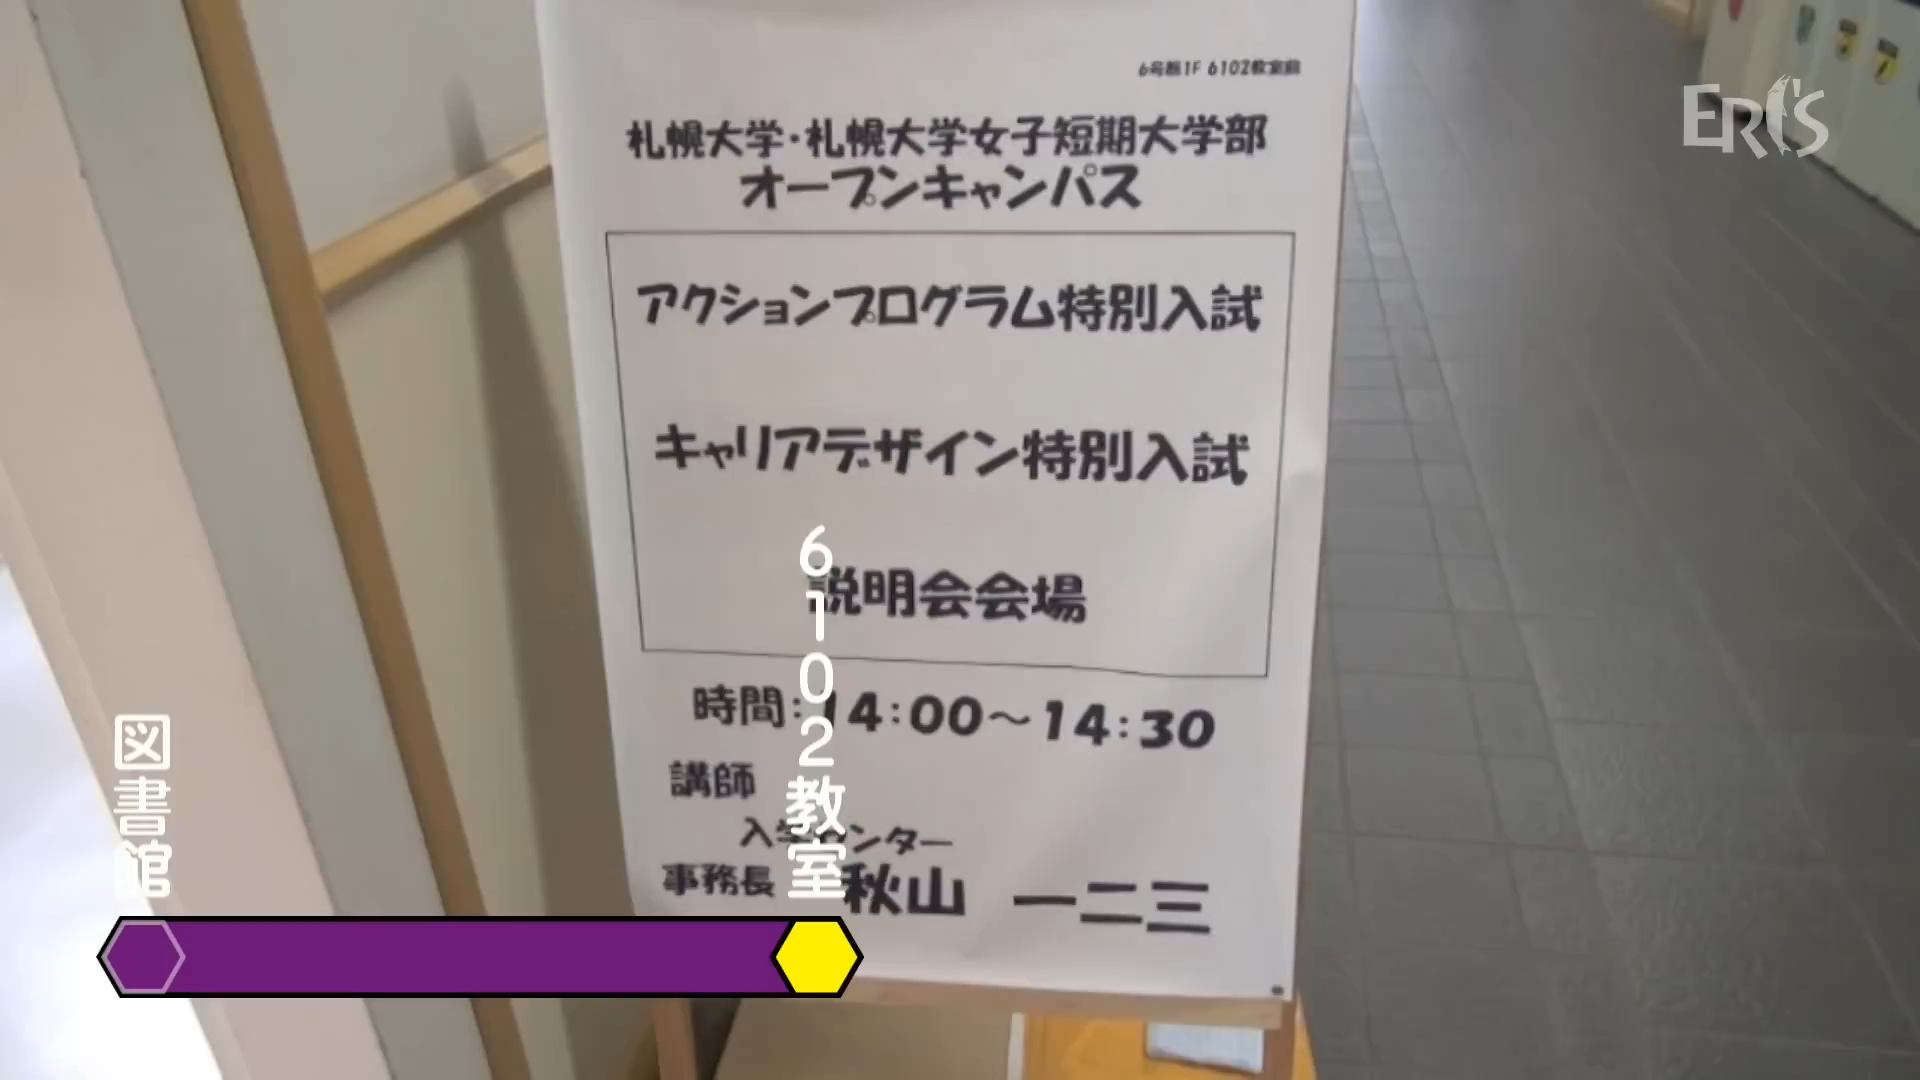 6号館1F 6102教室前
札幌大学・札幌大学女子短期大学部
オープンキャンパス
アクションプログラム特別入試
キャリアデザイン特別入試
説明会会場
時間:14:00～14:30
講師
入学センター
事務長 秋山 一二三
ERI'S
図書館
6102教室